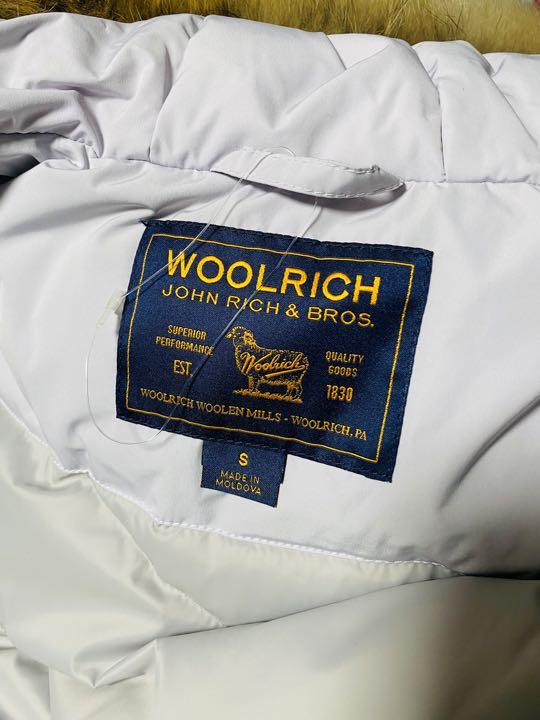 WOOLRICH
JOHN RICH & BROS.
SUPERIOR
PERFORMANCE
EST.
Woolrich
QUALITY
GOODS
1830
WOOLRICH WOOLEN MILLS - WOOLRICH, PA
S
MADE IN
MOLDOVA